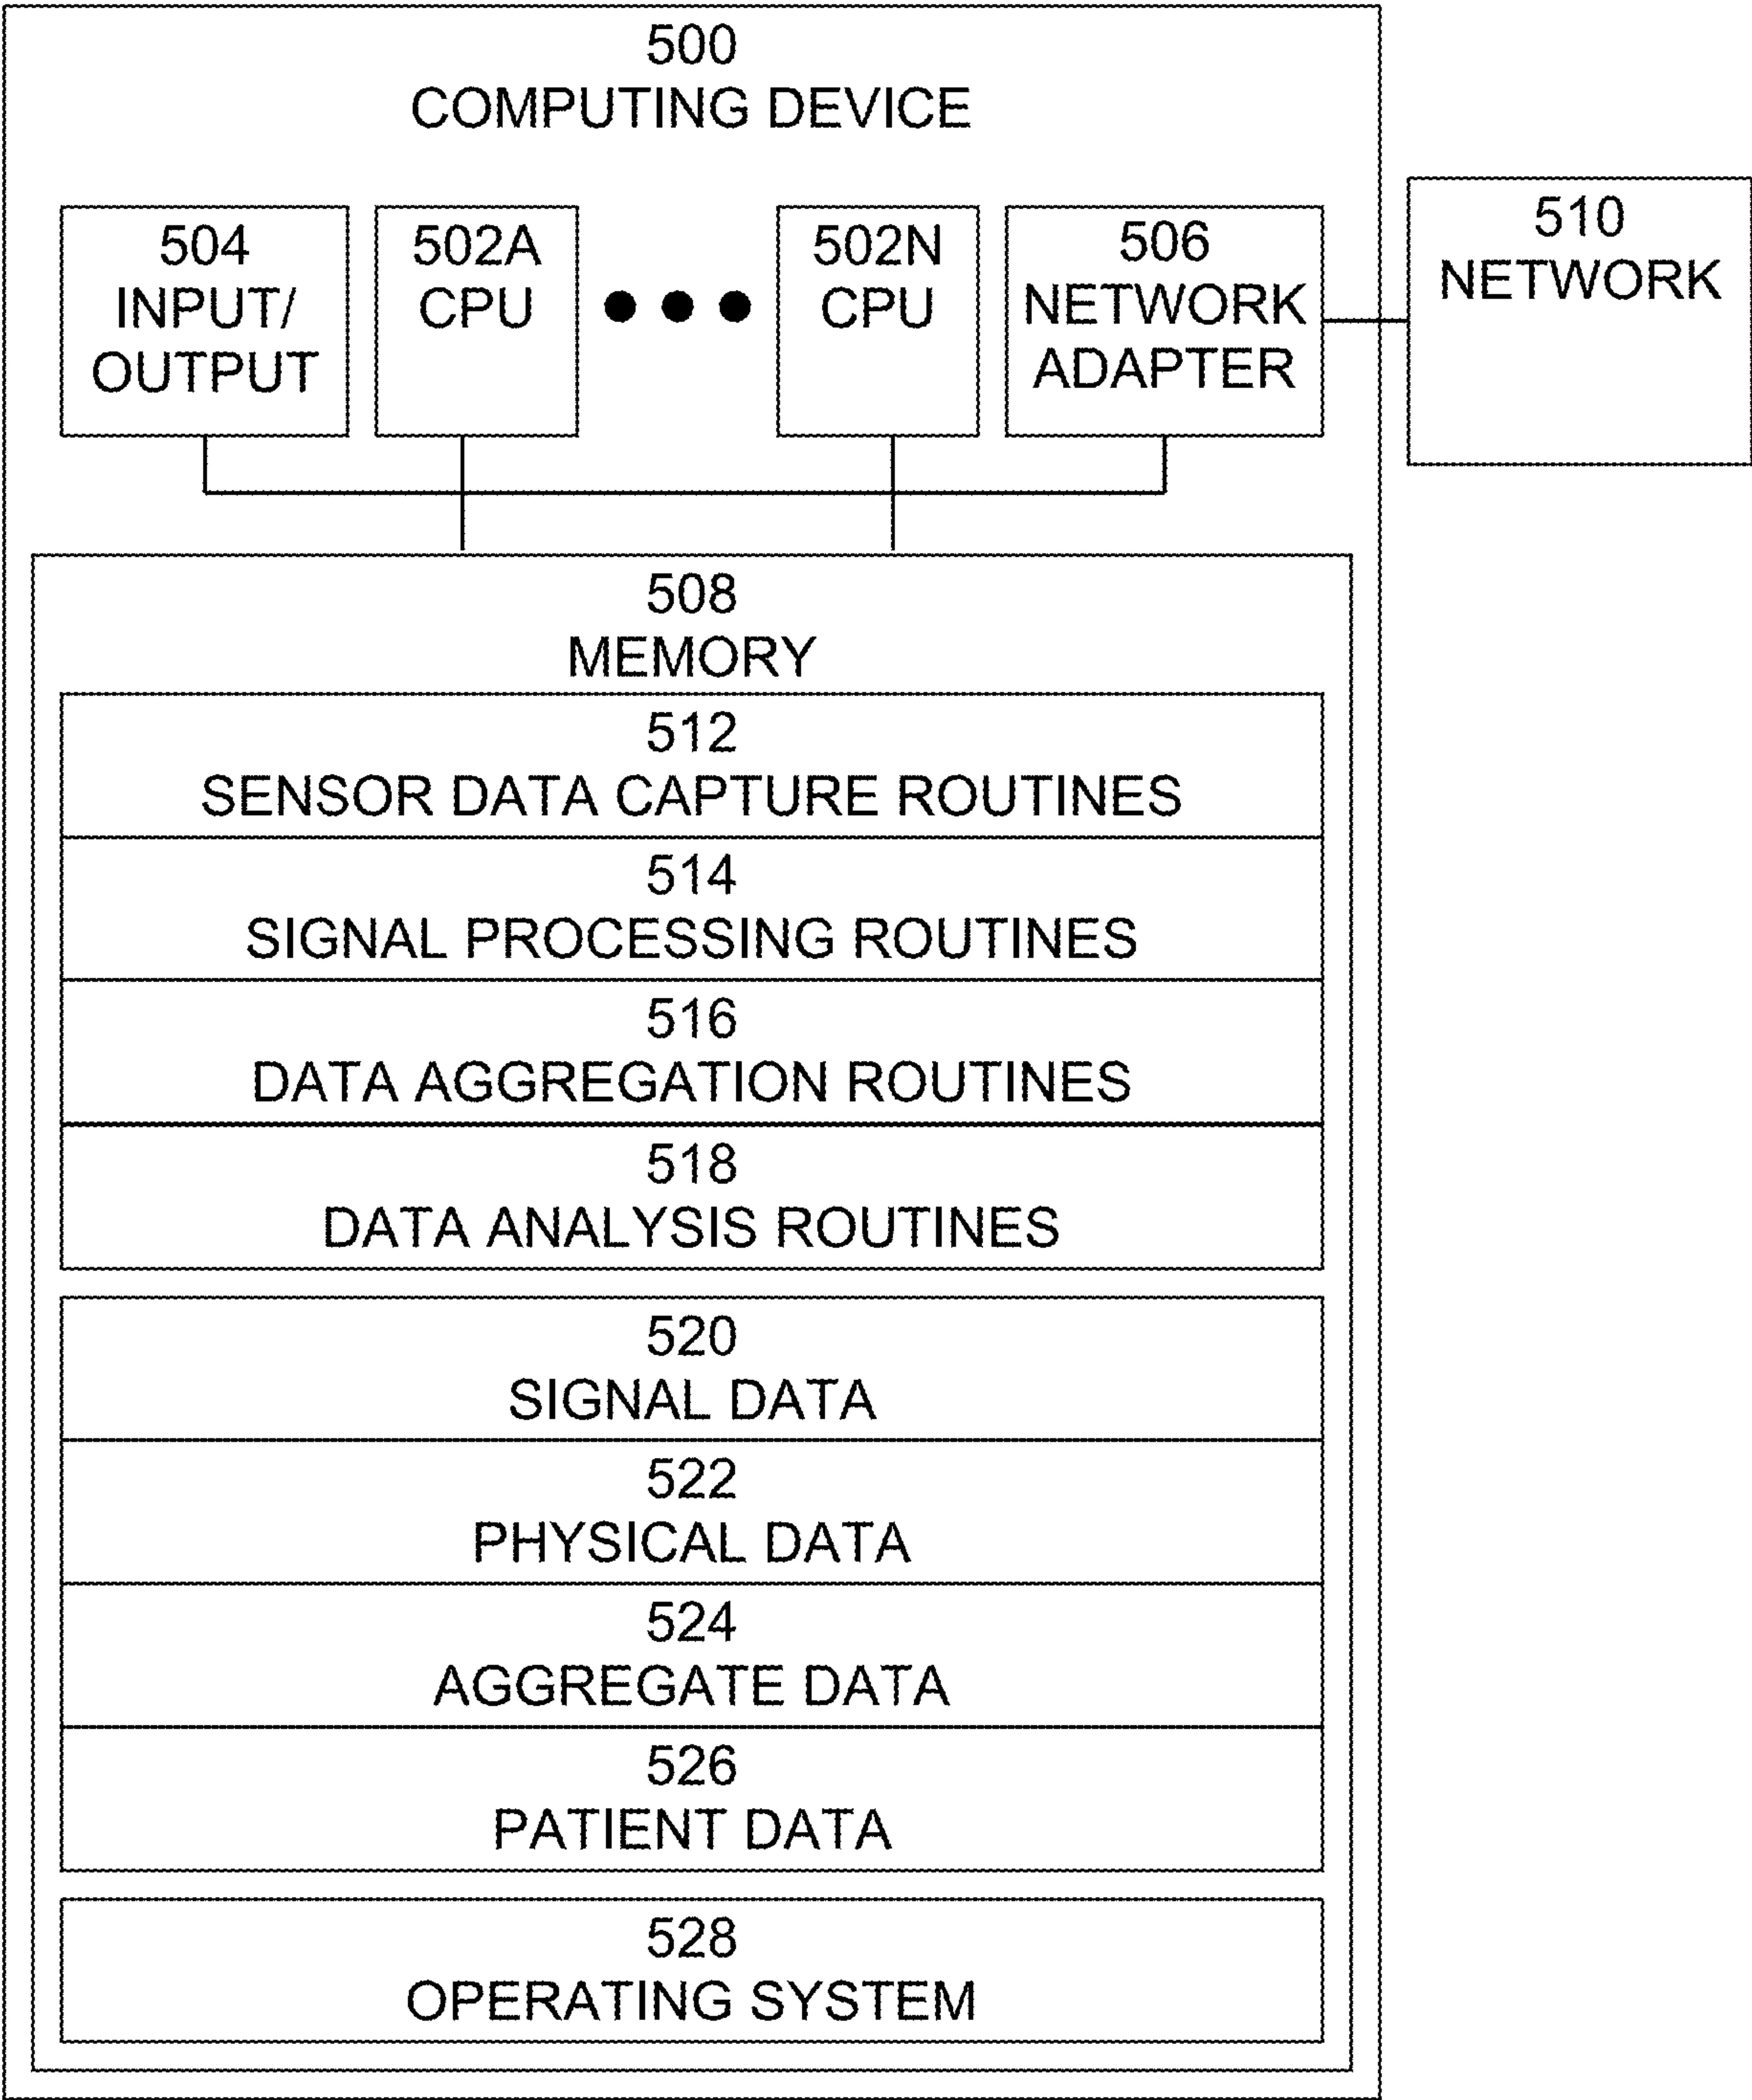 500
COMPUTING DEVICE
504
INPUT/
OUTPUT
502A
CPU
502N
CPU
506
NETWORK
ADAPTER
510
NETWORK
508
MEMORY
512
SENSOR DATA CAPTURE ROUTINES
514
SIGNAL PROCESSING ROUTINES
516
DATA AGGREGATION ROUTINES
518
DATA ANALYSIS ROUTINES
520
SIGNAL DATA
522
PHYSICAL DATA
524
AGGREGATE DATA
526
PATIENT DATA
528
OPERATING SYSTEM